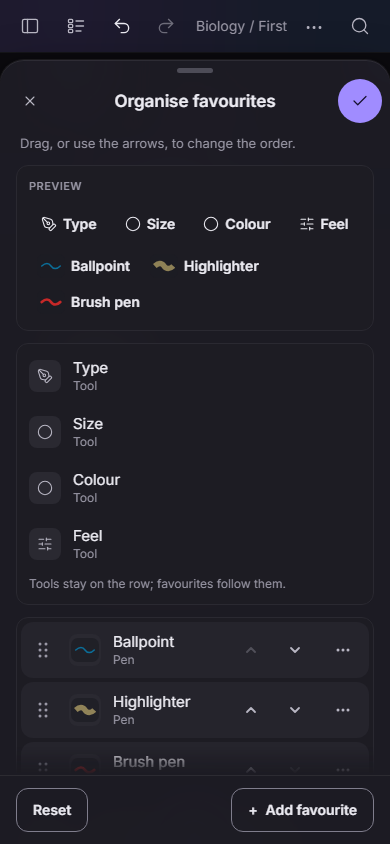 Biology / First
Organise favourites
Drag, or use the arrows, to change the order.
PREVIEW
Type Size Colour Feel
Ballpoint Highlighter
Brush pen
Type
Tool
Size
Tool
Colour
Tool
Feel
Tool
Tools stay on the row; favourites follow them.
Ballpoint
Pen
Highlighter
Pen
Brush pen
Reset + Add favourite